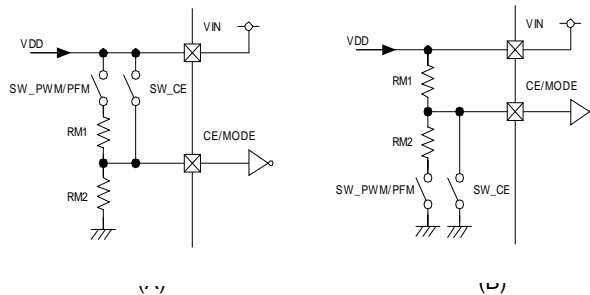 VIN
VDD
SW_PWM/PFM
SW_CE
RM1
CE/MODE
RM2
(A)
VIN
VDD
RM1
CE/MODE
RM2
SW_PWM/PFM
SW_CE
(B)